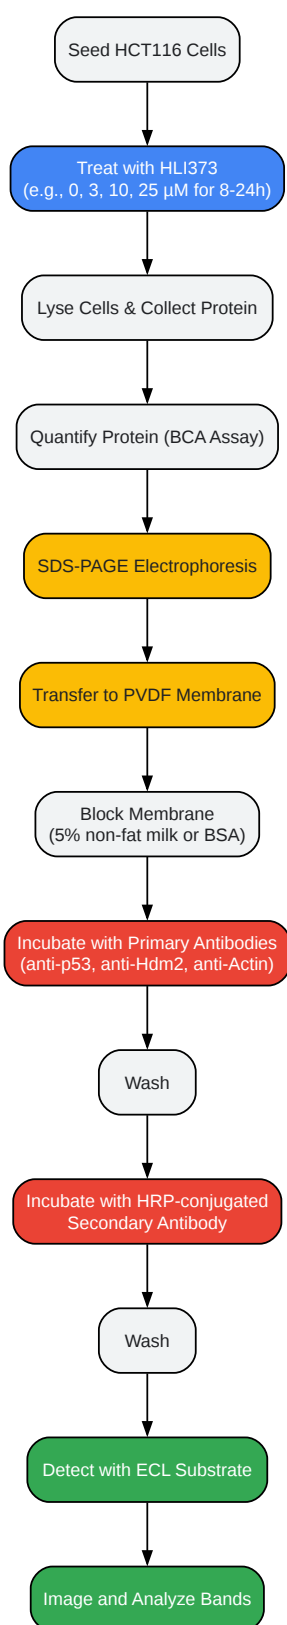 Seed HCT116 Cells
Treat with HLI373
(e.g., 0, 3, 10, 25 µM for 8-24h)
Lyse Cells & Collect Protein
Quantify Protein (BCA Assay)
SDS-PAGE Electrophoresis
Transfer to PVDF Membrane
Block Membrane
(5% non-fat milk or BSA)
Incubate with Primary Antibodies
(anti-p53, anti-Hdm2, anti-Actin)
Wash
Incubate with HRP-conjugated
Secondary Antibody
Wash
Detect with ECL Substrate
Image and Analyze Bands